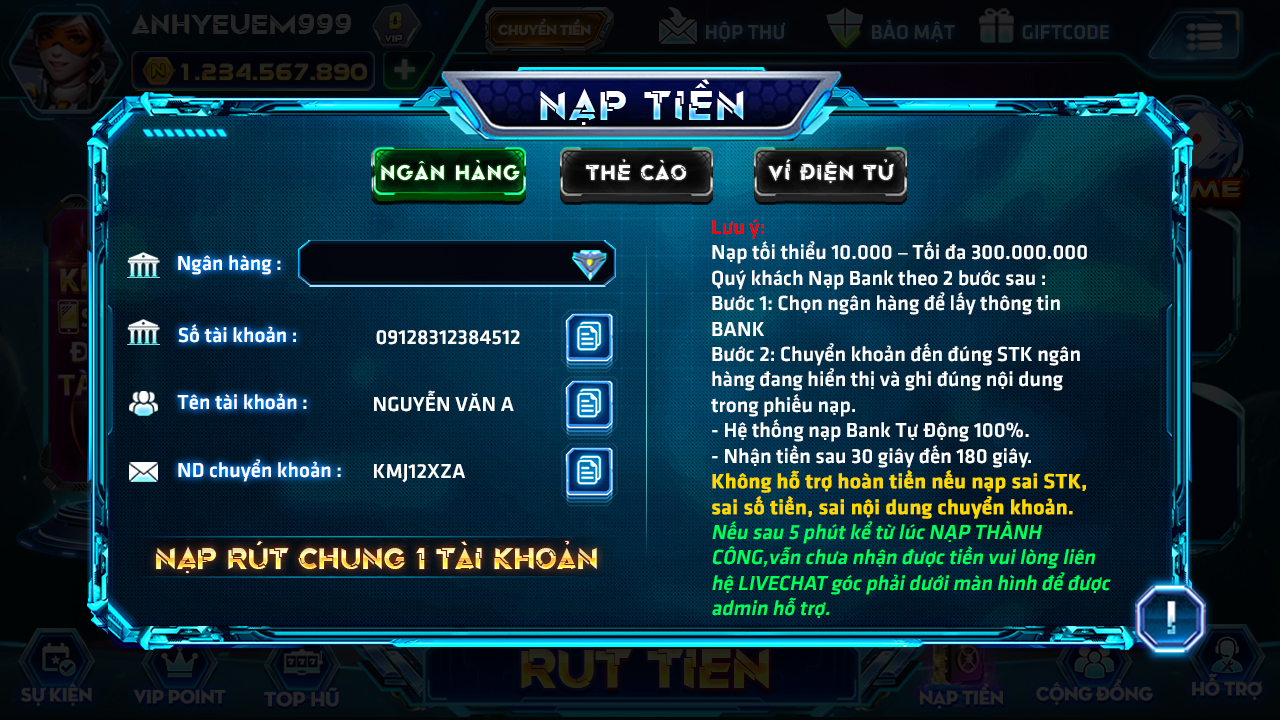 ANHYEUEM999
VIP
CHUYỂN TIỀN
HỘP THƯ
BẢO MẬT
GIFTCODE
1.234.567.890
NẠP TIỀN
NGÂN HÀNG
THẺ CÀO
VÍ ĐIỆN TỬ
Ngân hàng :
Số tài khoản :
09128312384512
Tên tài khoản :
NGUYỄN VĂN A
ND chuyển khoản :
KMJ12XZA
NẠP RÚT CHUNG 1 TÀI KHOẢN
Lưu ý:
Nạp tối thiểu 10.000 – Tối đa 300.000.000
Quý khách Nạp Bank theo 2 bước sau :
Bước 1: Chọn ngân hàng để lấy thông tin
BANK
Bước 2: Chuyển khoản đến đúng STK ngân
hàng đang hiển thị và ghi đúng nội dung
trong phiếu nạp.
- Hệ thống nạp Bank Tự Động 100%.
- Nhận tiền sau 30 giây đến 180 giây.
Không hỗ trợ hoàn tiền nếu nạp sai STK,
sai số tiền, sai nội dung chuyển khoản.
Nếu sau 5 phút kể từ lúc NẠP THÀNH
CÔNG,vẫn chưa nhận được tiền vui lòng liên
hệ LIVECHAT góc phải dưới màn hình để được
admin hỗ trợ.
SỰ KIỆN
VIP POINT
777
TOP HŨ
NẠP TIỀN
CỘNG ĐỒNG
HỖ TRỢ